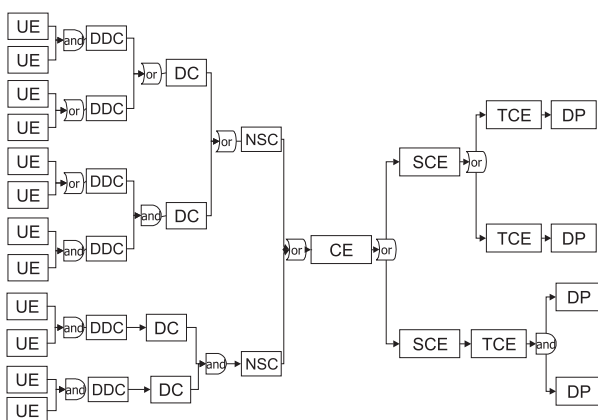 UE
UE
and
DDC
UE
UE
or
DDC
or
DC
UE
UE
or
DDC
UE
UE
and
DDC
and
DC
or
NSC
UE
UE
and
DDC
DC
UE
UE
and
DDC
DC
and
NSC
or
CE
or
SCE
or
TCE
DP
TCE
DP
SCE
TCE
and
DP
DP